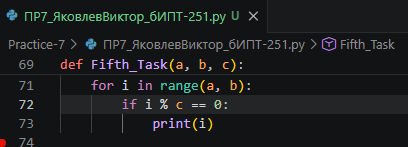 ПР7_ЯковлевВиктор_бИПТ-251.py U
Practice-7 > ПР7_ЯковлевВиктор_бИПТ-251.py > Fifth_Task
69 def Fifth_Task(a, b, c):
71 for i in range(a, b):
72 if i % c == 0:
73 print(i)
74